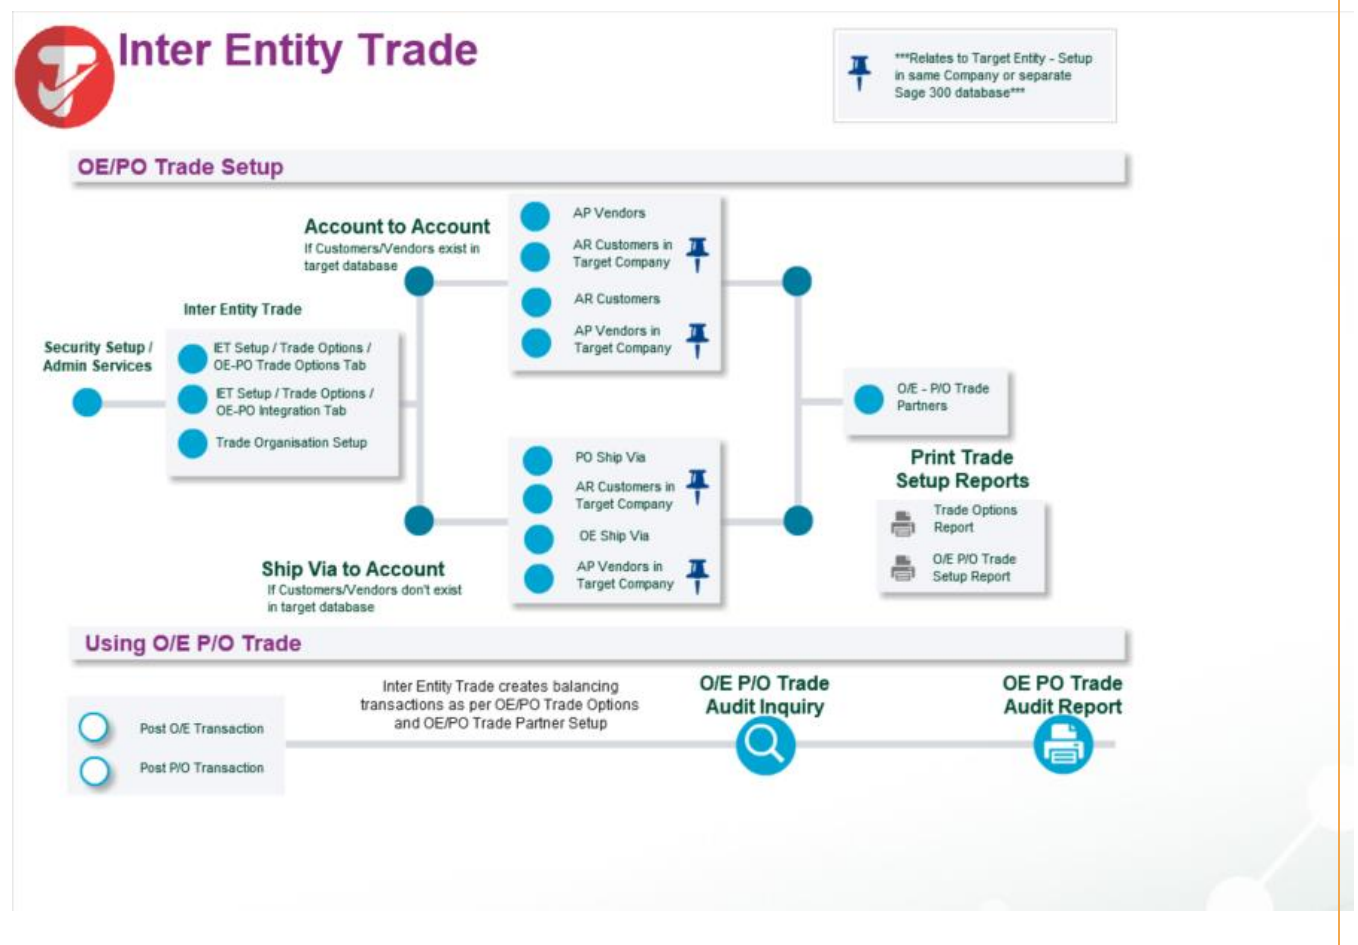 Inter Entity Trade
***Relates to Target Entity - Setup
in same Company or separate
Sage 300 database***
OE/PO Trade Setup
Account to Account
If Customers/Vendors exist in
target database
AP Vendors
AR Customers in
Target Company
AR Customers
AP Vendors in
Target Company
Inter Entity Trade
Security Setup /
Admin Services
IET Setup / Trade Options /
OE-PO Trade Options Tab
IET Setup / Trade Options /
OE-PO Integration Tab
Trade Organisation Setup
O/E - P/O Trade
Partners
PO Ship Via
AR Customers in
Target Company
OE Ship Via
AP Vendors in
Target Company
Ship Via to Account
If Customers/Vendors don't exist
in target database
Print Trade
Setup Reports
Trade Options
Report
O/E P/O Trade
Setup Report
Using O/E P/O Trade
Post O/E Transaction
Post P/O Transaction
Inter Entity Trade creates balancing
transactions as per OE/PO Trade Options
and OE/PO Trade Partner Setup
O/E P/O Trade
Audit Inquiry
OE PO Trade
Audit Report